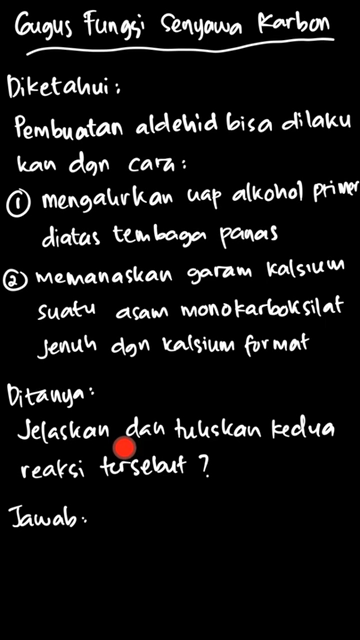 Gugus Fungsi Senyawa Karbon
Diketahui:
Pembuatan aldehid bisa dilaku
kan dgn cara:
① mengalirkan uap alkohol primer
diatas tembaga panas
② memanaskan garam kalsium
suatu asam monokarboksilat
jenuh dgn kalsium format
Ditanya:
Jelaskan dan tuliskan kedua
reaksi tersebut?
Jawab: